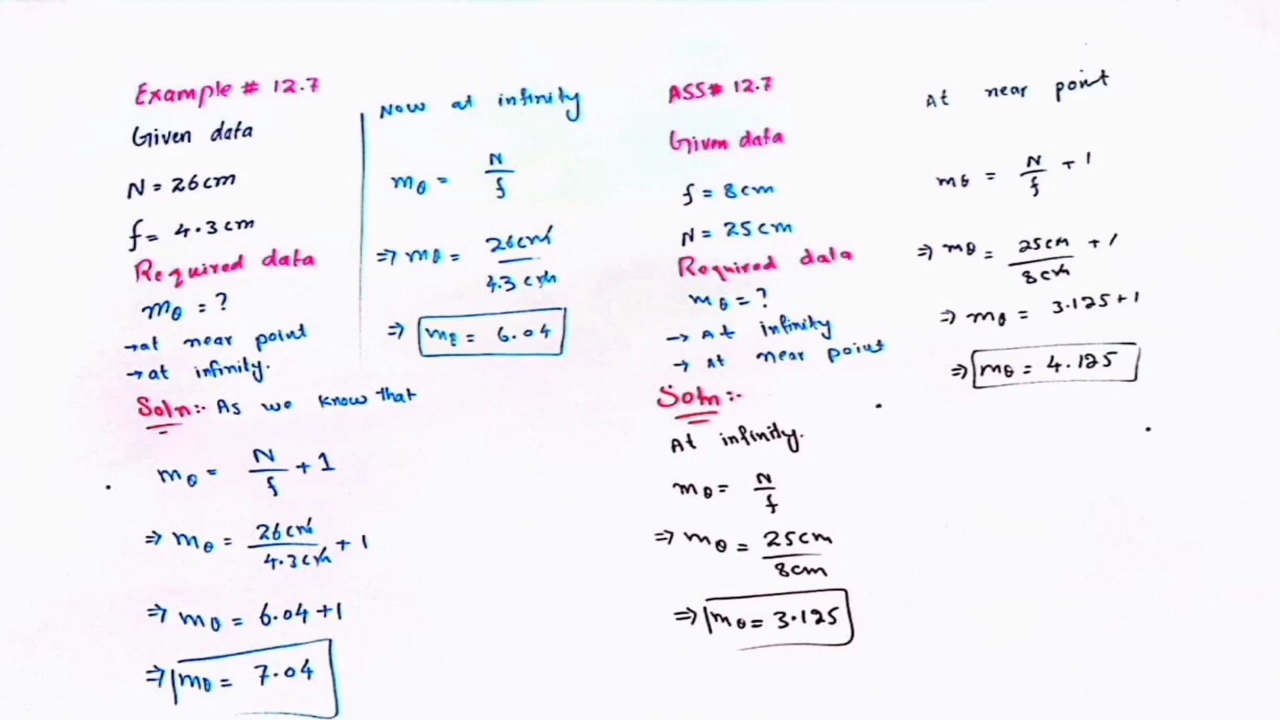 Example # 12.7
Given data
N = 26cm
f = 4.3cm
Required data
mθ = ?
→ at near point
→ at infinity.
Soln:- As we know that
mθ = N/f + 1
⇒ mθ = 26cm/4.3cm + 1
⇒ mθ = 6.04 + 1
⇒ mθ = 7.04
Now at infinity
mθ = N/f
⇒ mθ = 26cm/4.3cm
⇒ mθ = 6.04
ASS# 12.7
Given data
f = 8cm
N = 25cm
Required data
mθ = ?
→ At infinity
→ At near point
Soln:-
At infinity.
mθ = N/f
⇒ mθ = 25cm/8cm
⇒ mθ = 3.125
At near point
mθ = N/f + 1
⇒ mθ = 25cm/8cm + 1
⇒ mθ = 3.125 + 1
⇒ mθ = 4.125